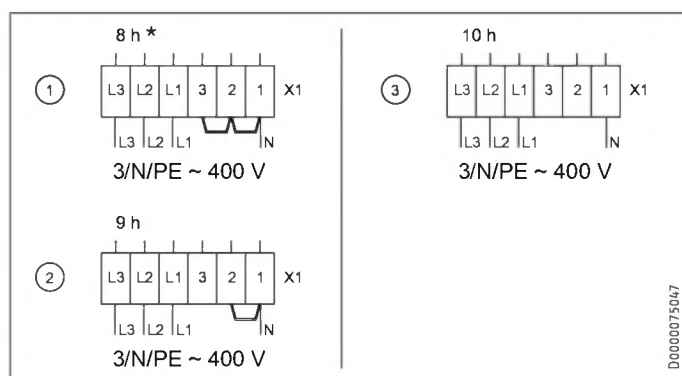 8 h *
1
L3 L2 L1 3 2 1 X1
L3 L2 L1 N
3/N/PE ~ 400 V
9 h
2
L3 L2 L1 3 2 1 X1
L3 L2 L1 N
3/N/PE ~ 400 V
10 h
3
L3 L2 L1 3 2 1 X1
L3 L2 L1 N
3/N/PE ~ 400 V
D0000075047